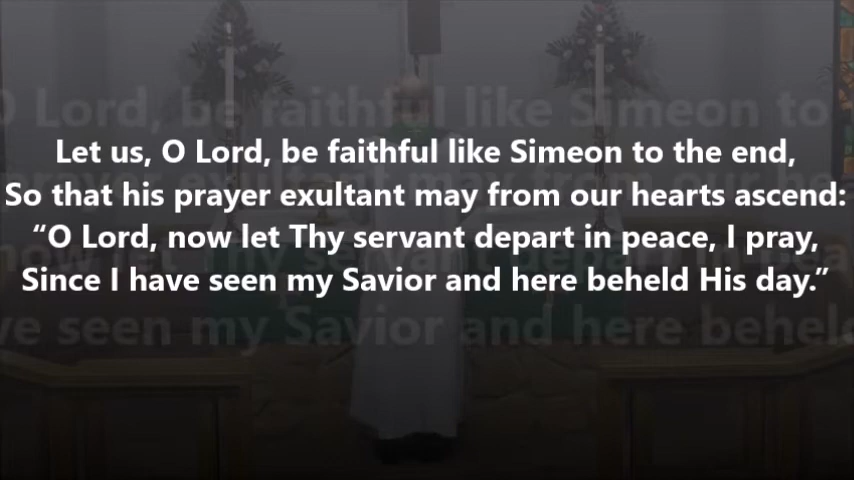 Let us, O Lord, be faithful like Simeon to the end,
So that his prayer exultant may from our hearts ascend:
“O Lord, now let Thy servant depart in peace, I pray,
Since I have seen my Savior and here beheld His day.”